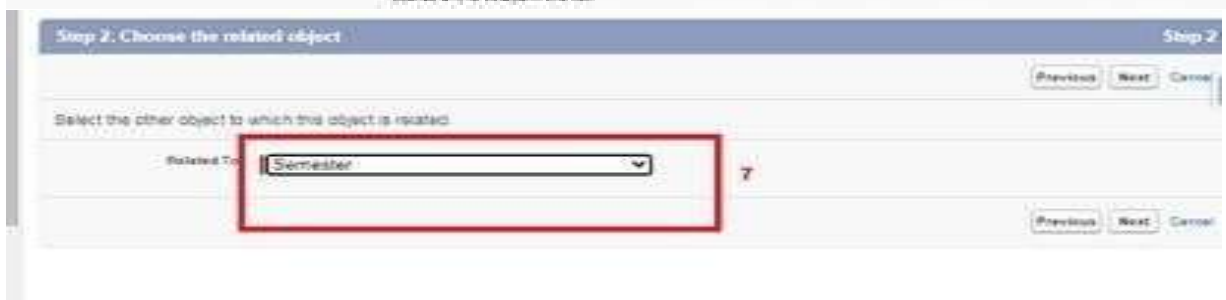 Step 2. Choose the related object Step 2
Previous Next Cancel
Select the other object to which this object is related.
Related To Semester 7
Previous Next Cancel